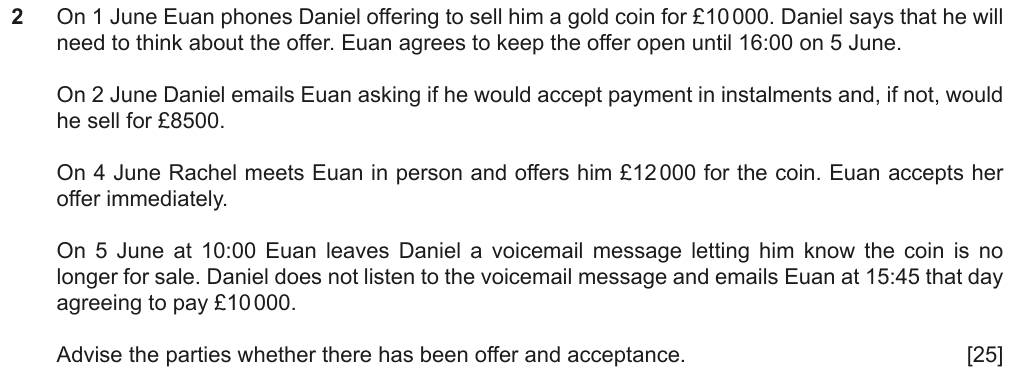 2 On 1 June Euan phones Daniel offering to sell him a gold coin for £10 000. Daniel says that he will
need to think about the offer. Euan agrees to keep the offer open until 16:00 on 5 June.
On 2 June Daniel emails Euan asking if he would accept payment in instalments and, if not, would
he sell for £8500.
On 4 June Rachel meets Euan in person and offers him £12 000 for the coin. Euan accepts her
offer immediately.
On 5 June at 10:00 Euan leaves Daniel a voicemail message letting him know the coin is no
longer for sale. Daniel does not listen to the voicemail message and emails Euan at 15:45 that day
agreeing to pay £10 000.
Advise the parties whether there has been offer and acceptance. [25]